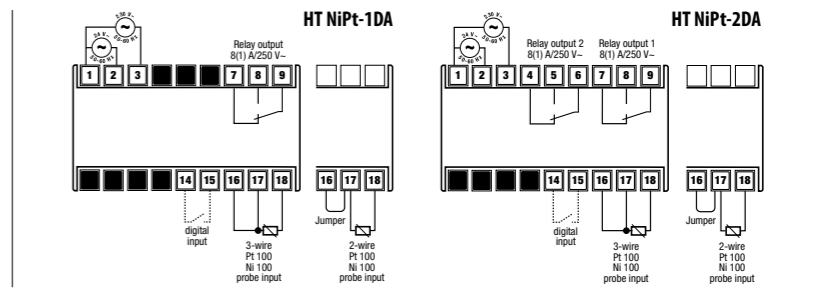 HT NiPt-1DA
230 V~
50-60 Hz
24 V~
50-60 Hz
Relay output
8(1) A/250 V~
1 2 3 7 8 9
14 15 16 17 18
16 17 18
Jumper
digital
input
3-wire
Pt 100
Ni 100
probe input
2-wire
Pt 100
Ni 100
probe input
HT NiPt-2DA
230 V~
50-60 Hz
24 V~
50-60 Hz
Relay output 2
8(1) A/250 V~
Relay output 1
8(1) A/250 V~
1 2 3 4 5 6 7 8 9
14 15 16 17 18
16 17 18
Jumper
digital
input
3-wire
Pt 100
Ni 100
probe input
2-wire
Pt 100
Ni 100
probe input